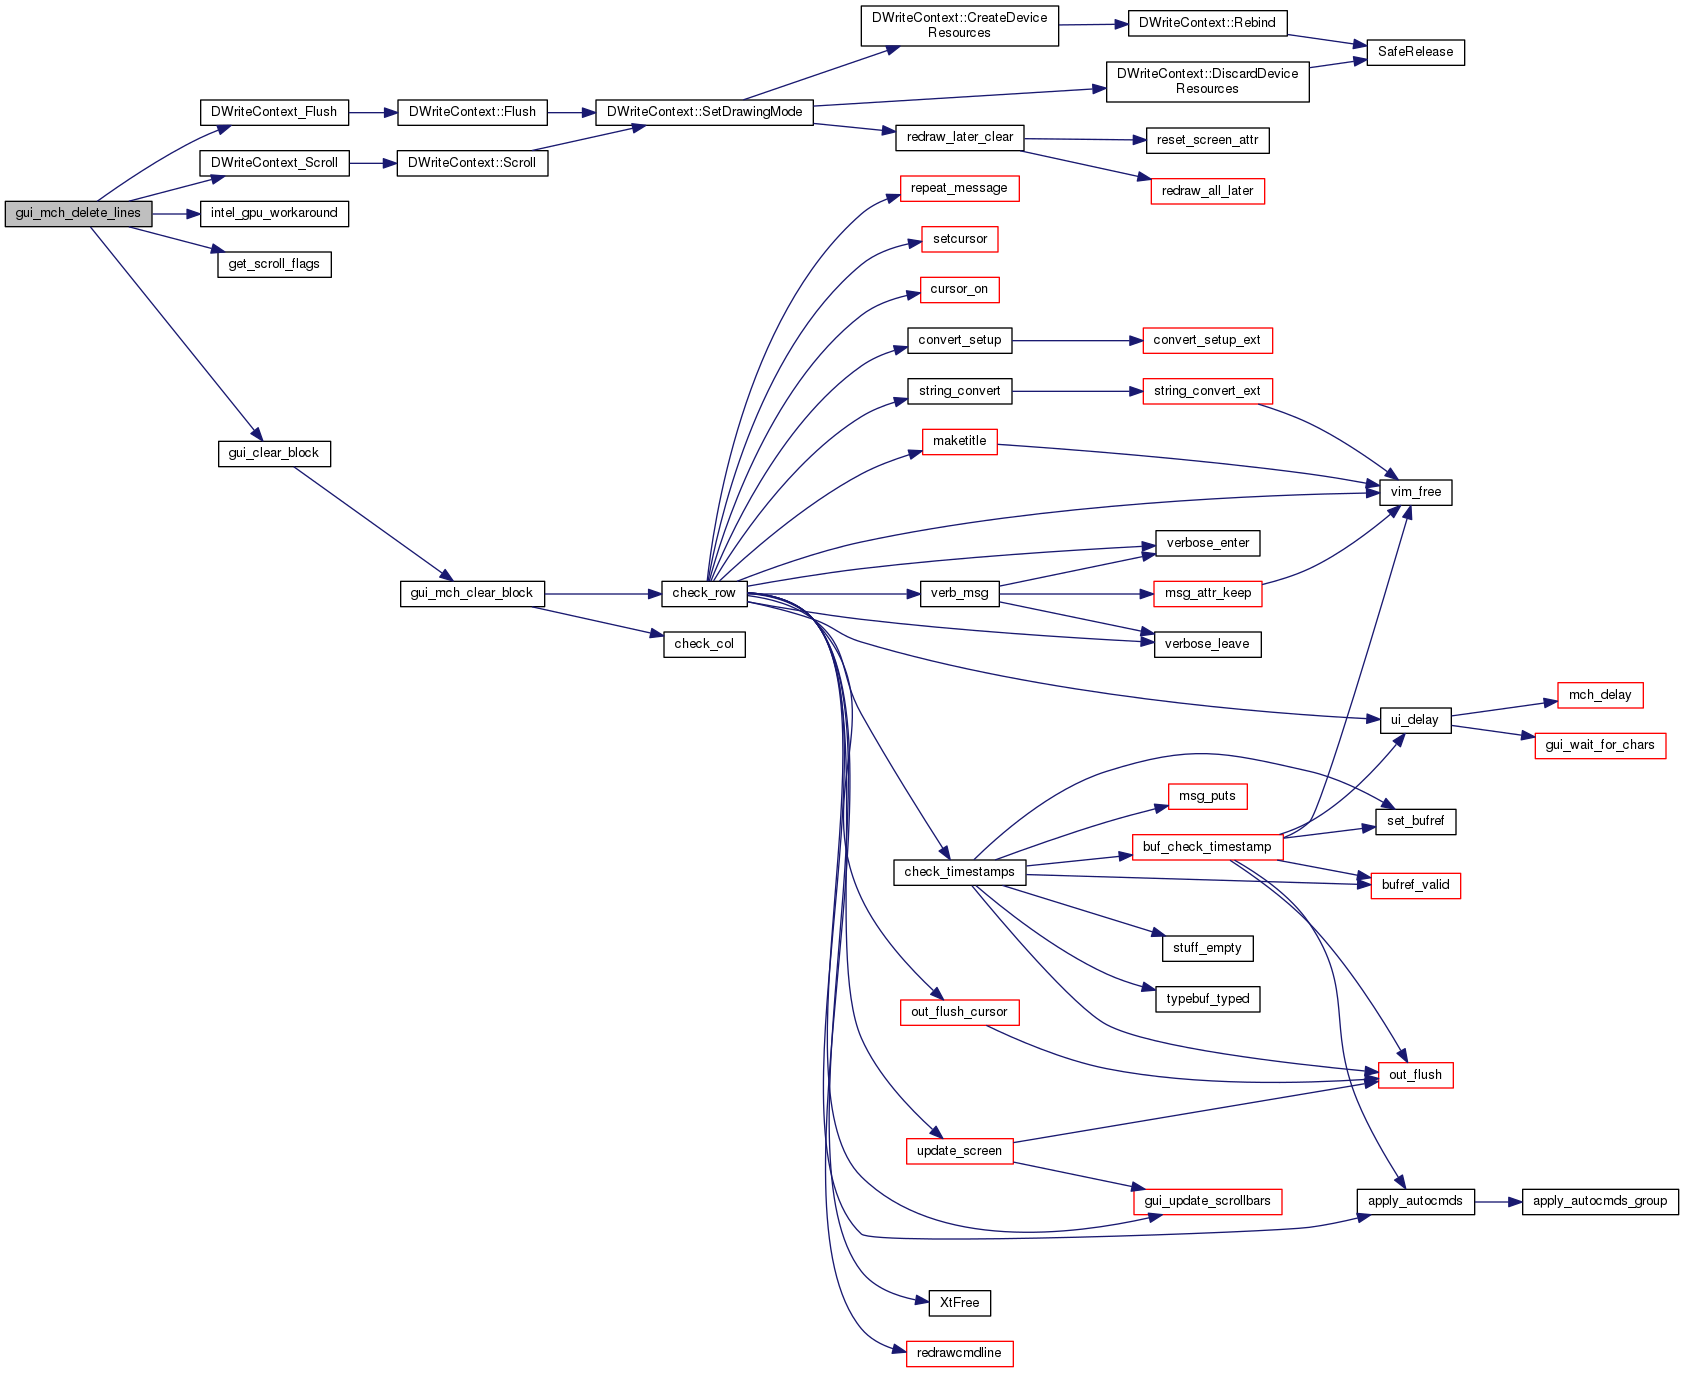 DWriteContext::CreateDevice
Resources
DWriteContext::Rebind
SafeRelease
DWriteContext::DiscardDevice
Resources
DWriteContext_Flush
DWriteContext::Flush
DWriteContext::SetDrawingMode
redraw_later_clear
reset_screen_attr
DWriteContext_Scroll
DWriteContext::Scroll
repeat_message
redraw_all_later
gui_mch_delete_lines
intel_gpu_workaround
setcursor
get_scroll_flags
cursor_on
convert_setup
convert_setup_ext
string_convert
string_convert_ext
maketitle
gui_clear_block
vim_free
verbose_enter
gui_mch_clear_block
check_row
verb_msg
msg_attr_keep
check_col
verbose_leave
mch_delay
ui_delay
gui_wait_for_chars
msg_puts
set_bufref
buf_check_timestamp
check_timestamps
bufref_valid
stuff_empty
typebuf_typed
out_flush_cursor
out_flush
update_screen
gui_update_scrollbars
apply_autocmds
apply_autocmds_group
XtFree
redrawcmdline